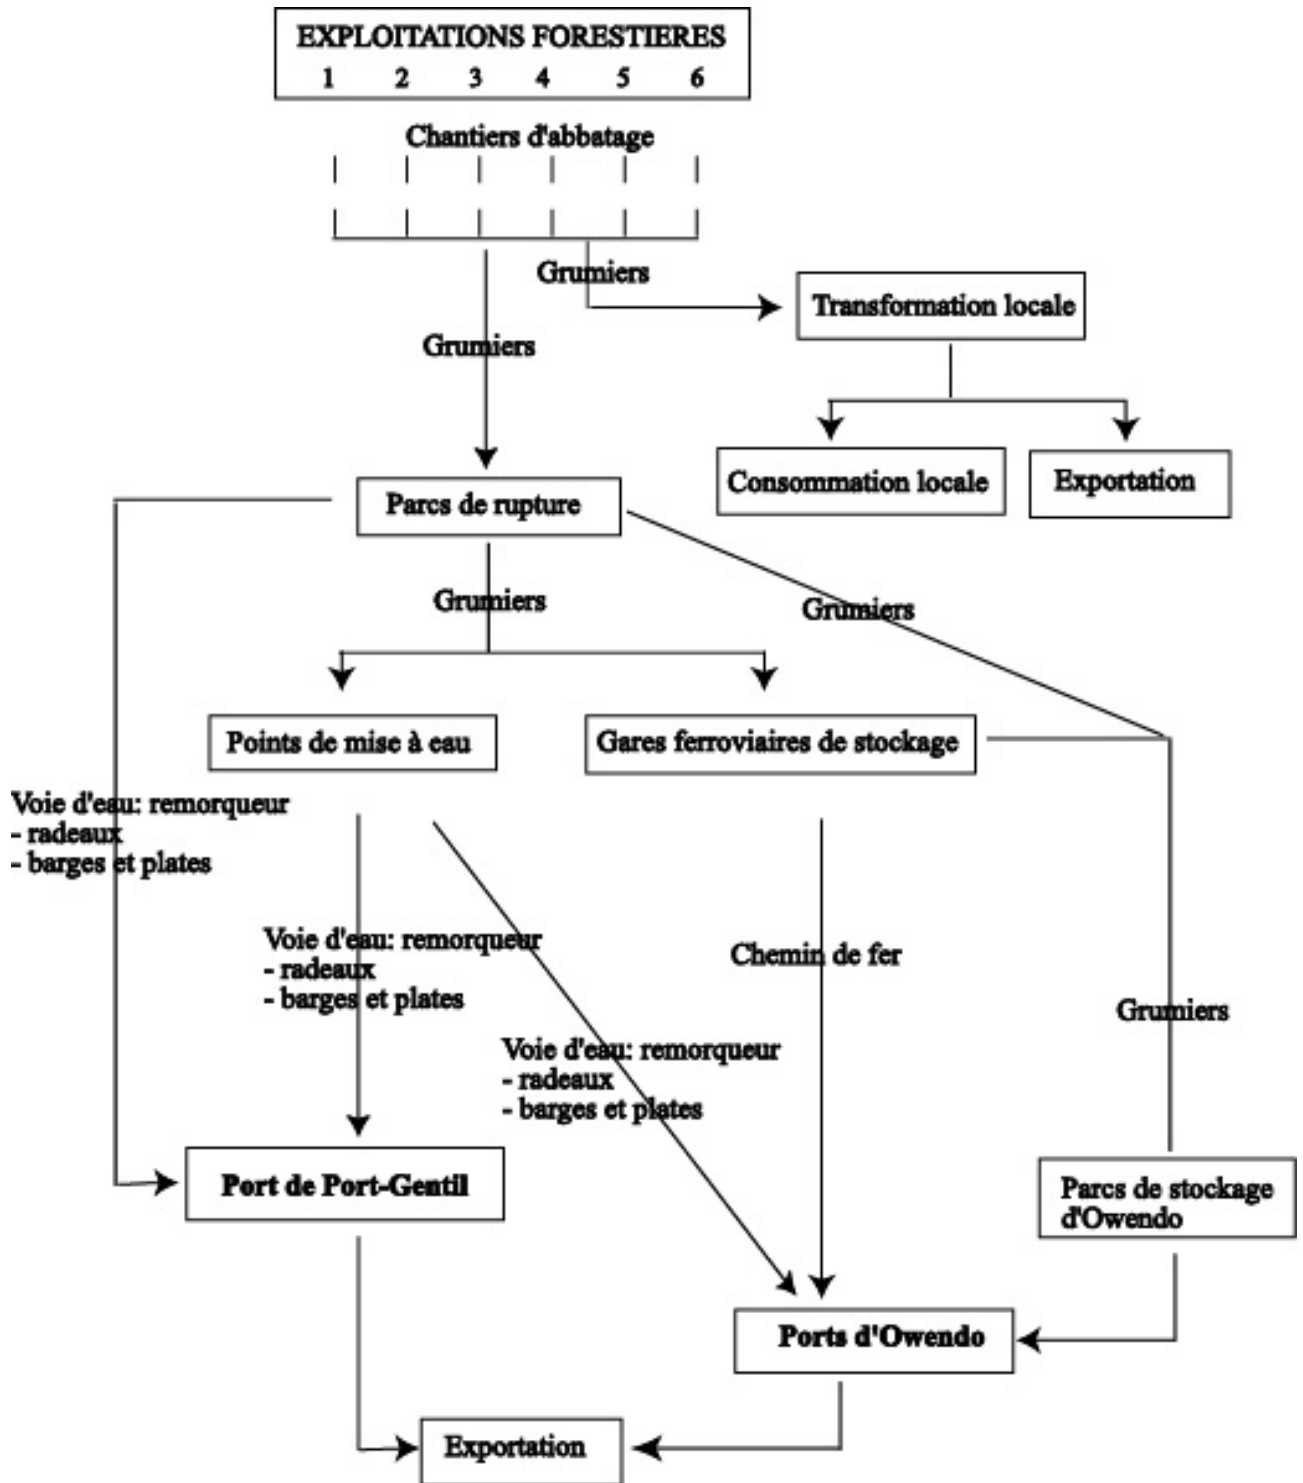 EXPLOITATIONS FORESTIERES
1 2 3 4 5 6
Chantiers d'abbatage
Grumiers
Transformation locale
Grumiers
Consommation locale
Exportation
Parcs de rupture
Grumiers
Grumiers
Points de mise à eau
Gares ferroviaires de stockage
Voie d'eau: remorqueur
- radeaux
- barges et plates
Voie d'eau: remorqueur
- radeaux
- barges et plates
Chemin de fer
Grumiers
Voie d'eau: remorqueur
- radeaux
- barges et plates
Port de Port-Gentil
Parcs de stockage
d'Owendo
Ports d'Owendo
Exportation